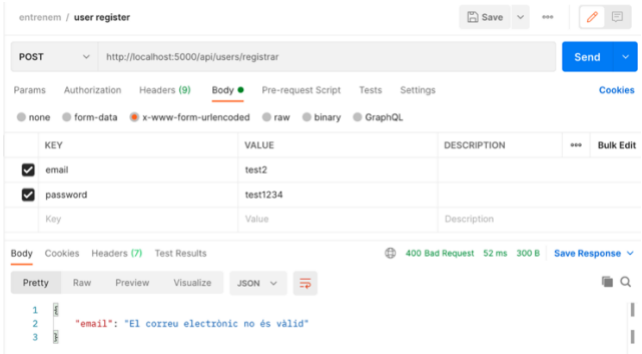 entrenem / user register
Save
POST http://localhost:5000/api/users/registrar Send
Params Authorization Headers (9) Body Pre-request Script Tests Settings Cookies
none form-data x-www-form-urlencoded raw binary GraphQL
KEY VALUE DESCRIPTION Bulk Edit
email test2
password test1234
Key Value Description
Body Cookies Headers (7) Test Results 400 Bad Request 52 ms 300 B Save Response
Pretty Raw Preview Visualize JSON
1 {
2 "email": "El correu electrònic no és vàlid"
3 }